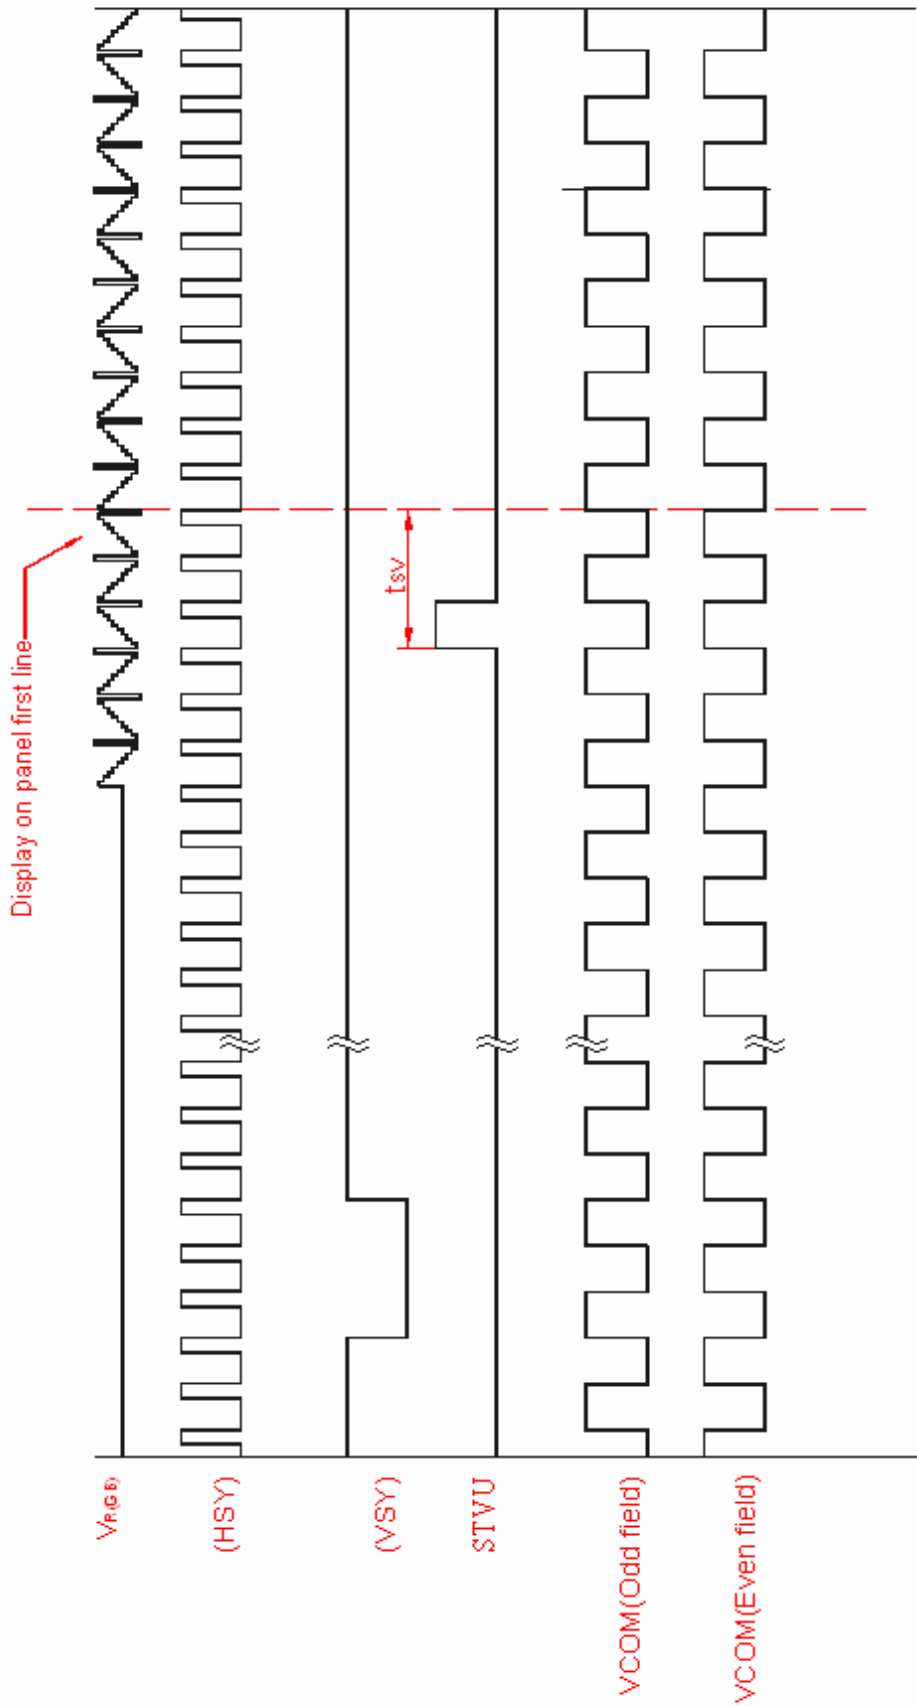 Display on panel first line
tsv
VR(GB)
(HSY)
(VSY)
STVU
VCOM(Odd field)
VCOM(Even field)